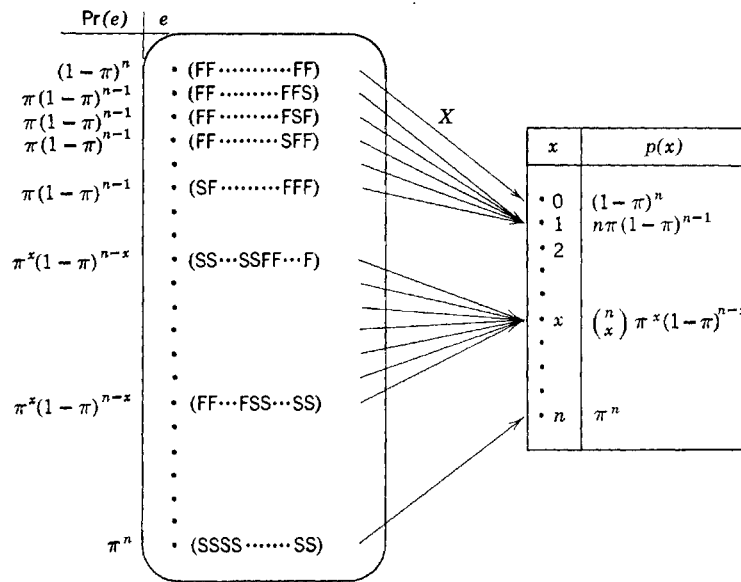 Pr(e) e
(1 − π)^n • (FF ··········· FF)
π(1 − π)^{n−1} • (FF ········ FFS)
π(1 − π)^{n−1} • (FF ········ FSF)
π(1 − π)^{n−1} • (FF ········ SFF)
π(1 − π)^{n−1} • (SF ········· FFF)
π^x(1 − π)^{n−x} • (SS···SSFF···F)
π^x(1 − π)^{n−x} • (FF···FSS···SS)
π^n • (SSSS ······· SS)
X
x p(x)
• 0 (1 − π)^n
• 1 nπ(1 − π)^{n−1}
• 2
• x (n x) π^x(1 − π)^{n−x}
• n π^n